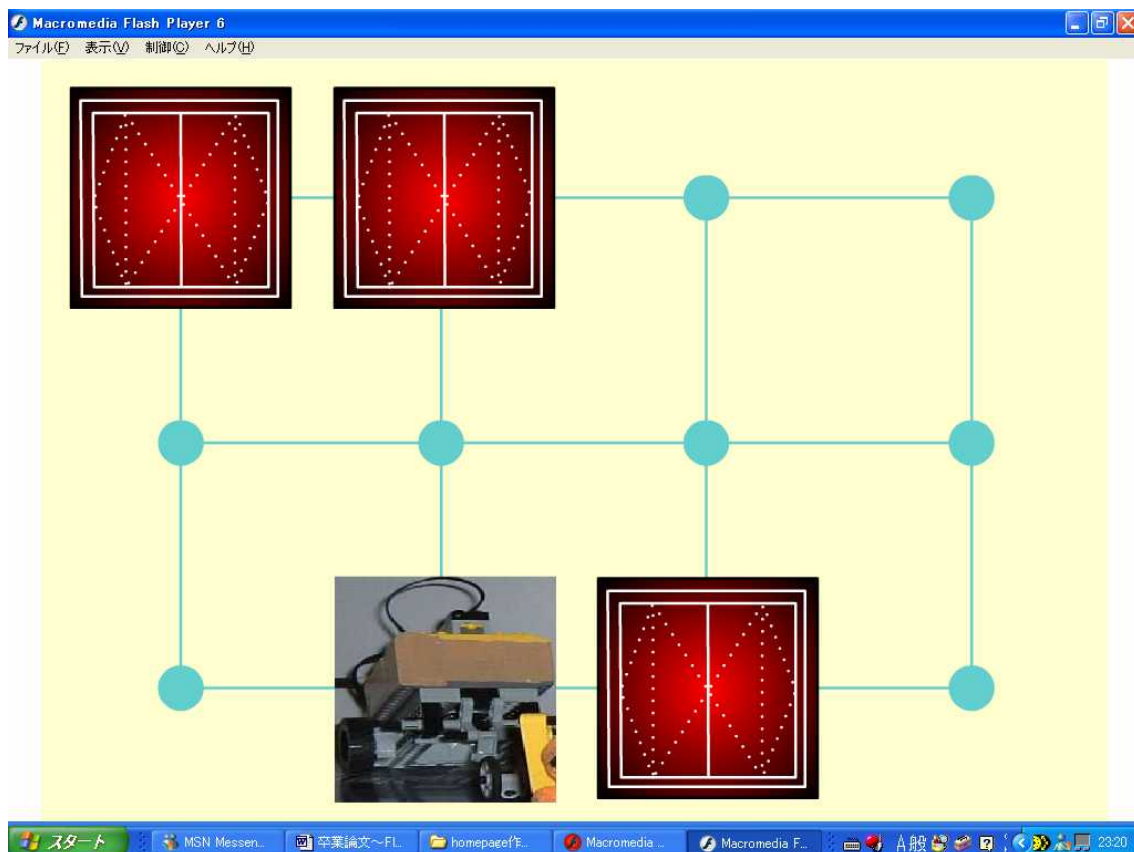 Macromedia Flash Player 6
ファイル(F) 表示(V) 制御(C) ヘルプ(H)
スタート MSN Messen... 卒業論文～FL... homepage作... Macromedia ... Macromedia F... A 般 23:20